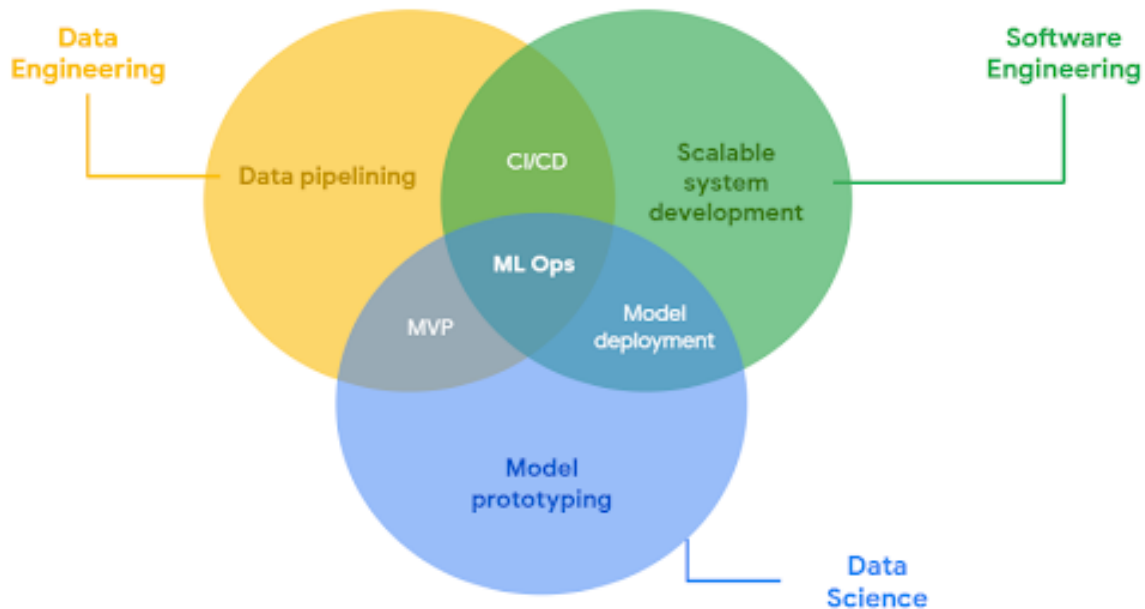 Data
Engineering
Software
Engineering
Data pipelining
CI/CD
Scalable
system
development
ML Ops
MVP
Model
deployment
Model
prototyping
Data
Science